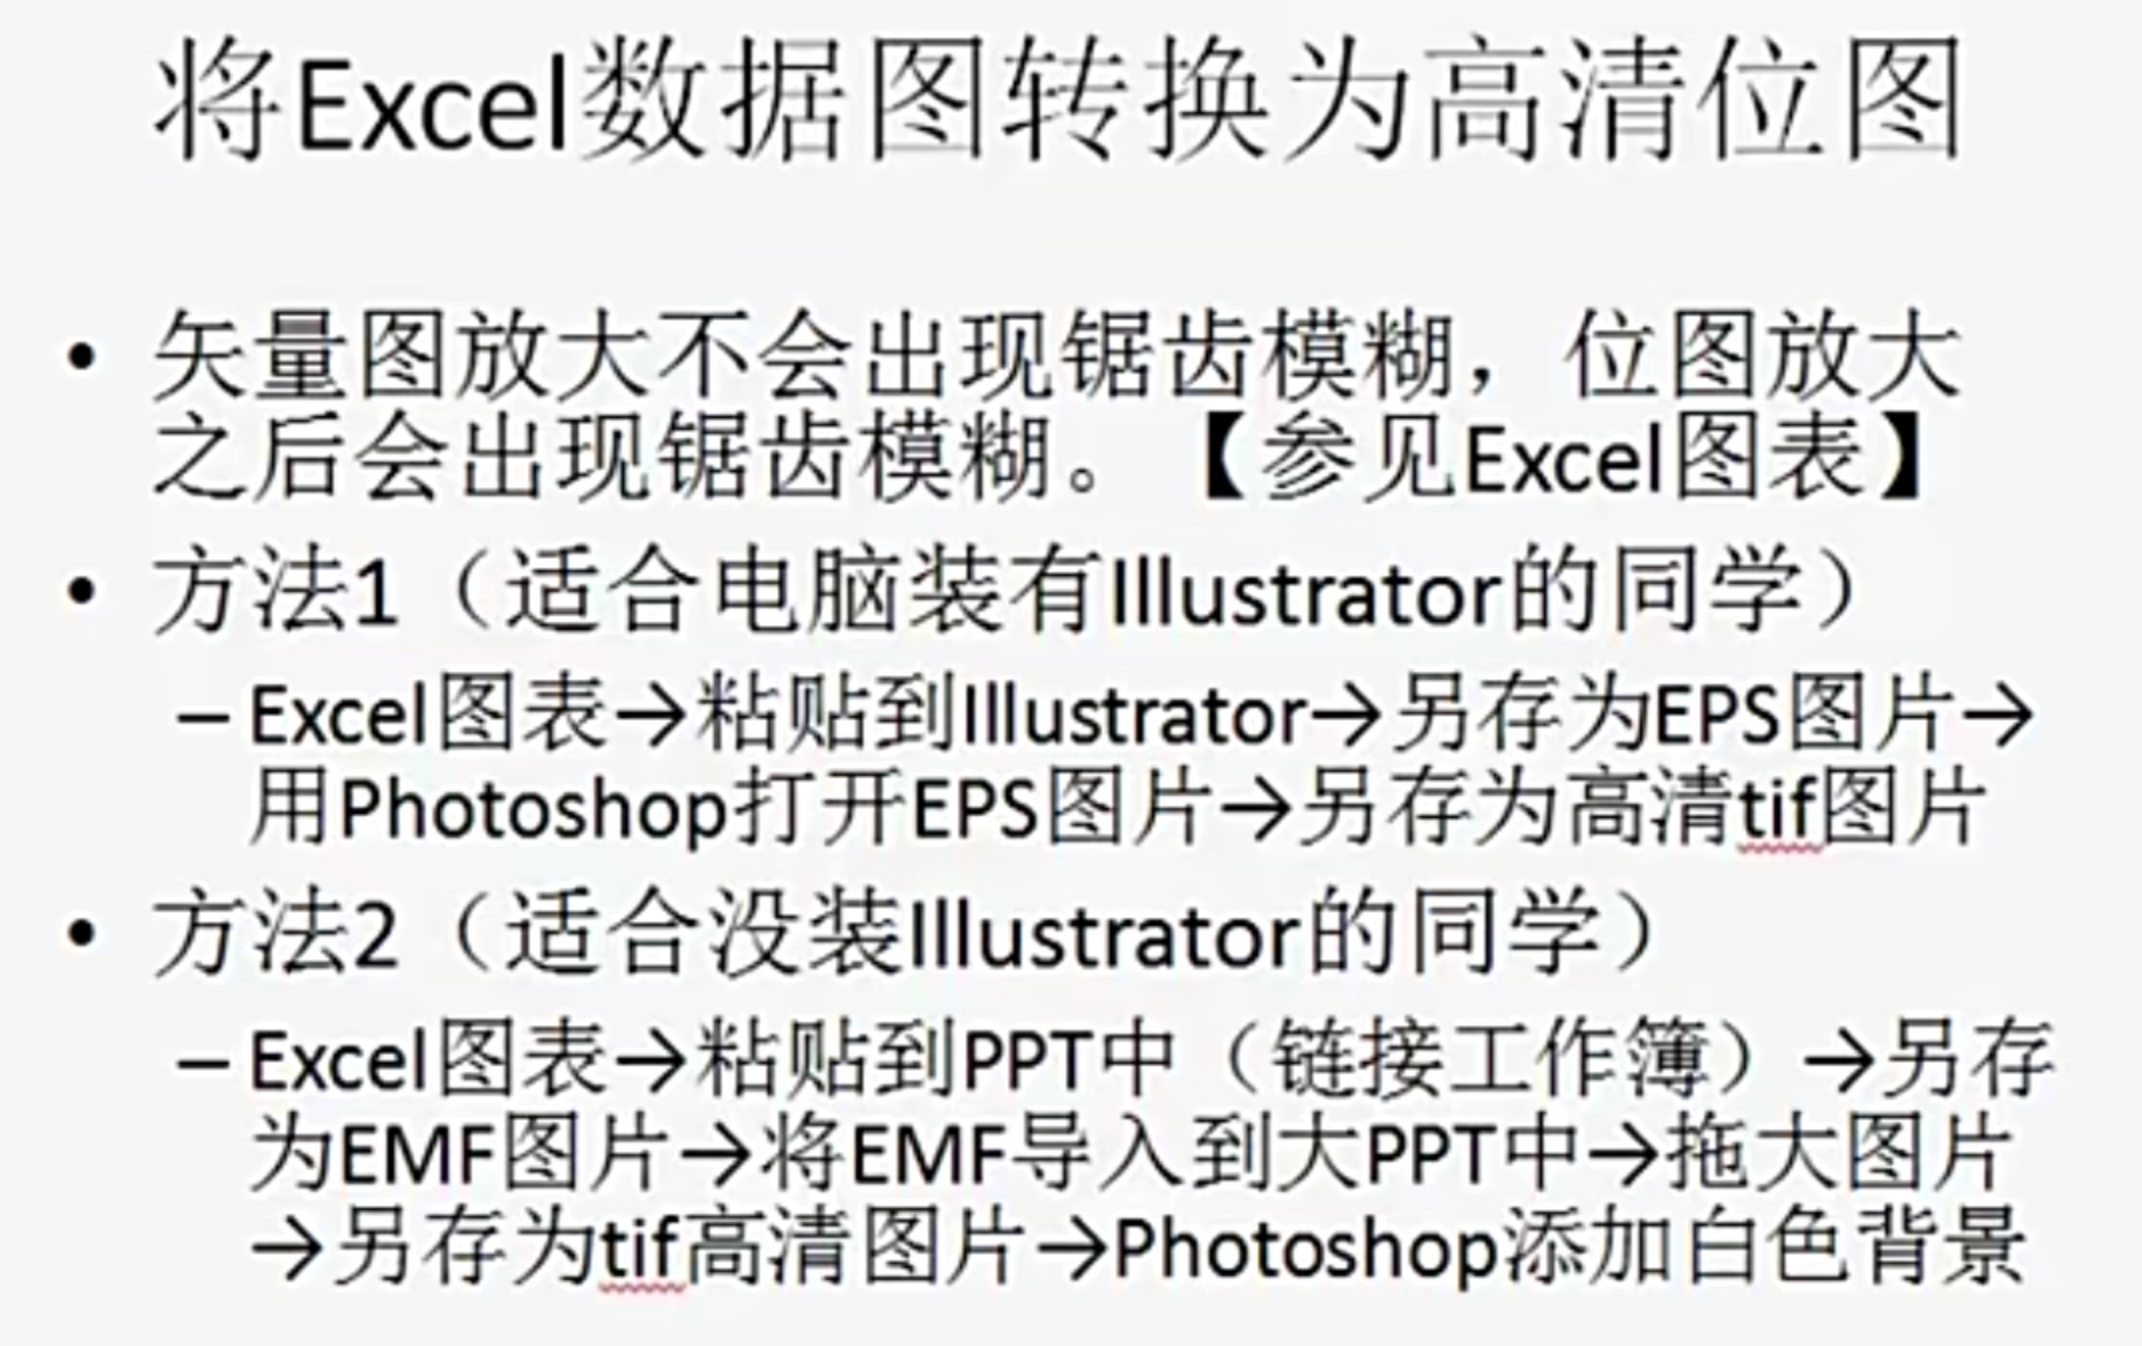 将Excel数据图转换为高清位图
• 矢量图放大不会出现锯齿模糊，位图放大
之后会出现锯齿模糊。【参见Excel图表】
• 方法1（适合电脑装有Illustrator的同学）
– Excel图表→粘贴到Illustrator→另存为EPS图片→
用Photoshop打开EPS图片→另存为高清tif图片
• 方法2（适合没装Illustrator的同学）
– Excel图表→粘贴到PPT中（链接工作簿）→另存
为EMF图片→将EMF导入到大PPT中→拖大图片
→另存为tif高清图片→Photoshop添加白色背景